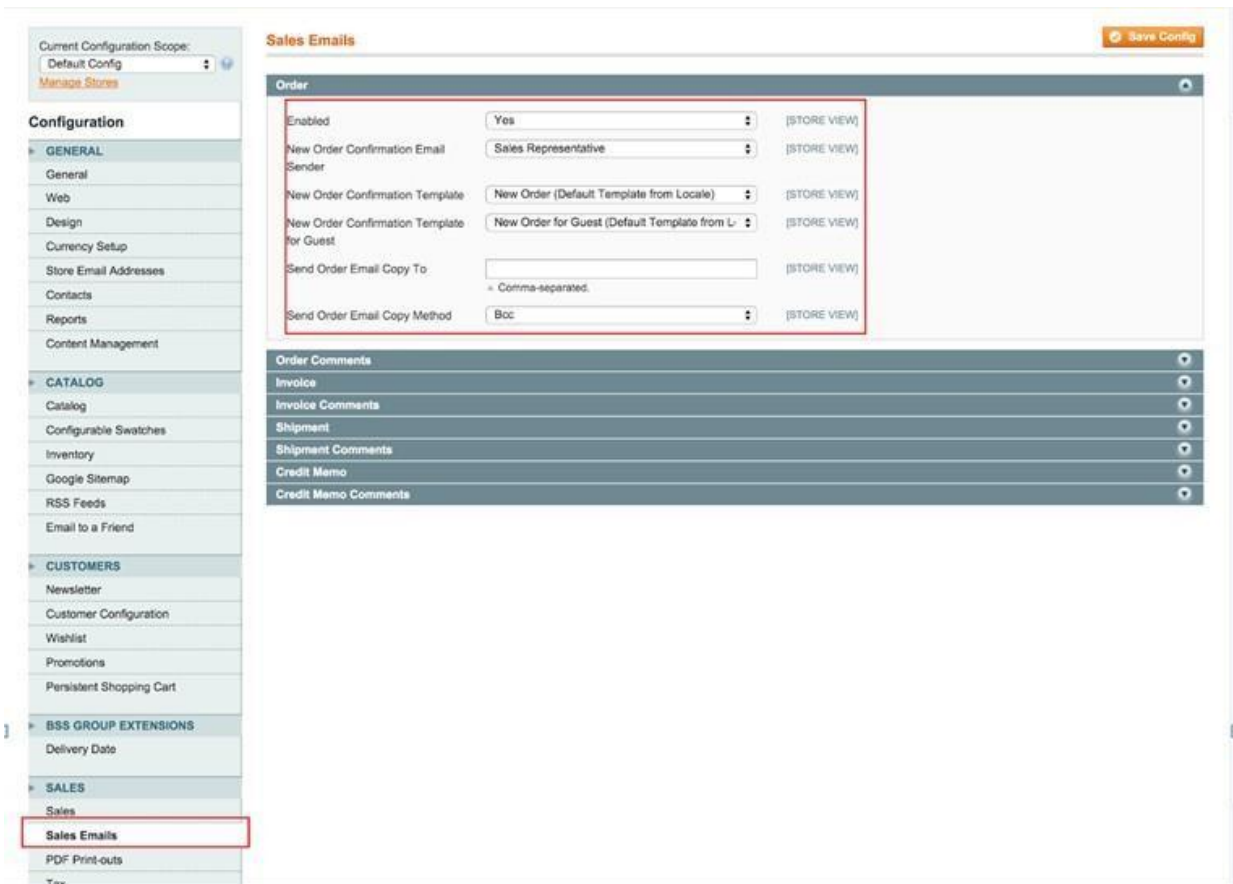 Current Configuration Scope:
Default Config
Manage Stores
Configuration
GENERAL
General
Web
Design
Currency Setup
Store Email Addresses
Contacts
Reports
Content Management
CATALOG
Catalog
Configurable Swatches
Inventory
Google Sitemap
RSS Feeds
Email to a Friend
CUSTOMERS
Newsletter
Customer Configuration
Wishlist
Promotions
Persistent Shopping Cart
BSS GROUP EXTENSIONS
Delivery Date
SALES
Sales
Sales Emails
PDF Print-outs
Tax
Sales Emails
Save Config
Order
Enabled Yes [STORE VIEW]
New Order Confirmation Email Sales Representative [STORE VIEW]
Sender
New Order Confirmation Template New Order (Default Template from Locale) [STORE VIEW]
New Order Confirmation Template New Order for Guest (Default Template from L [STORE VIEW]
for Guest
Send Order Email Copy To [STORE VIEW]
Comma-separated.
Send Order Email Copy Method Bcc [STORE VIEW]
Order Comments
Invoice
Invoice Comments
Shipment
Shipment Comments
Credit Memo
Credit Memo Comments